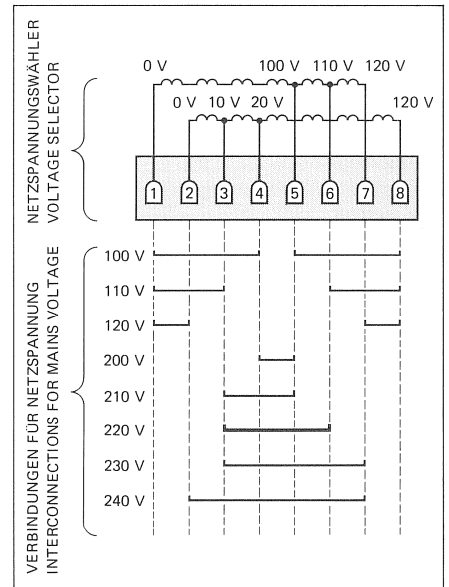 NETZSPANNUNGSWÄHLER
VOLTAGE SELECTOR
0 V 100 V 110 V 120 V
0 V 10 V 20 V 120 V
1 2 3 4 5 6 7 8
VERBINDUNGEN FÜR NETZSPANNUNG
INTERCONNECTIONS FOR MAINS VOLTAGE
100 V
110 V
120 V
200 V
210 V
220 V
230 V
240 V